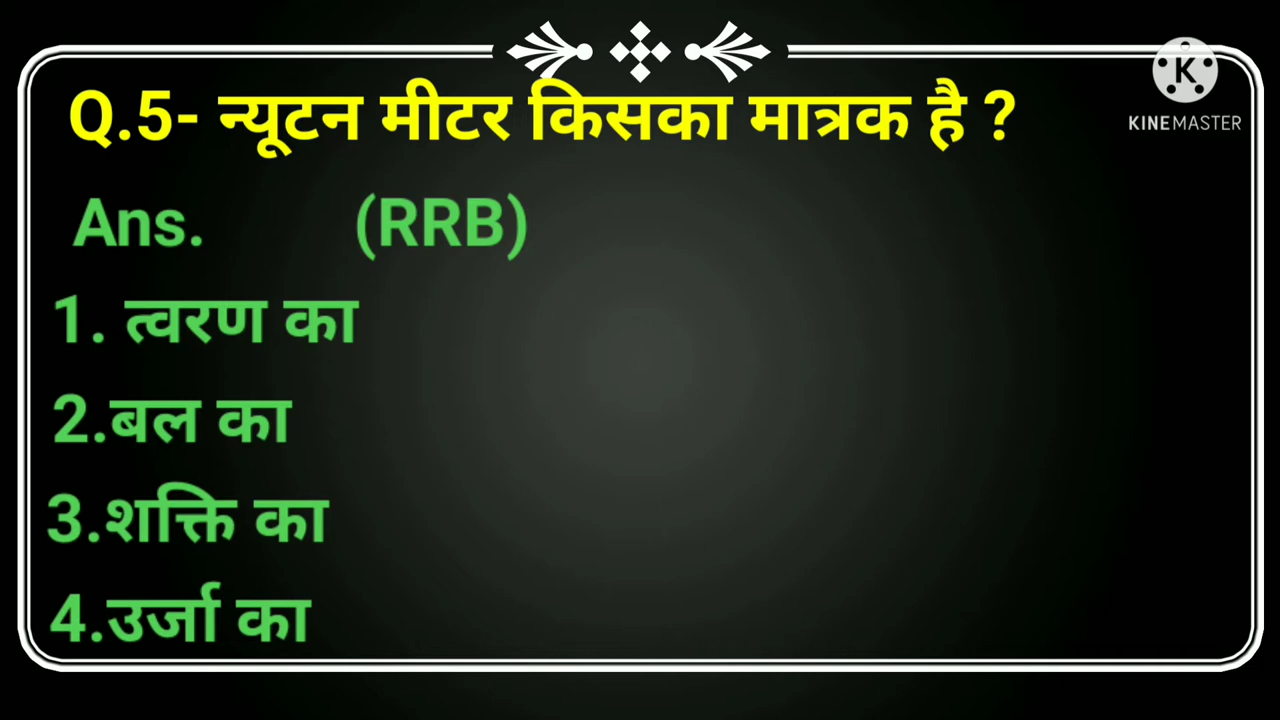 Q.5- न्यूटन मीटर किसका मात्रक है ?
KINEMASTER
Ans. (RRB)
1. त्वरण का
2.बल का
3.शक्ति का
4.उर्जा का